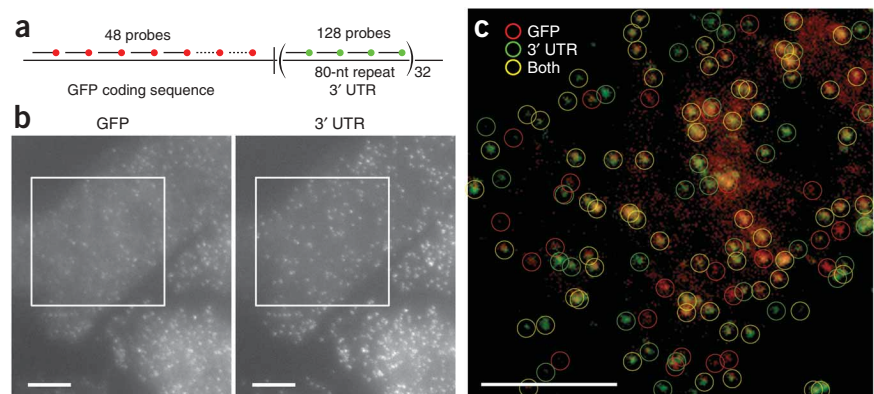 a
48 probes
128 probes
80-nt repeat
32
GFP coding sequence
3′ UTR
b
GFP
3′ UTR
c
GFP
3′ UTR
Both